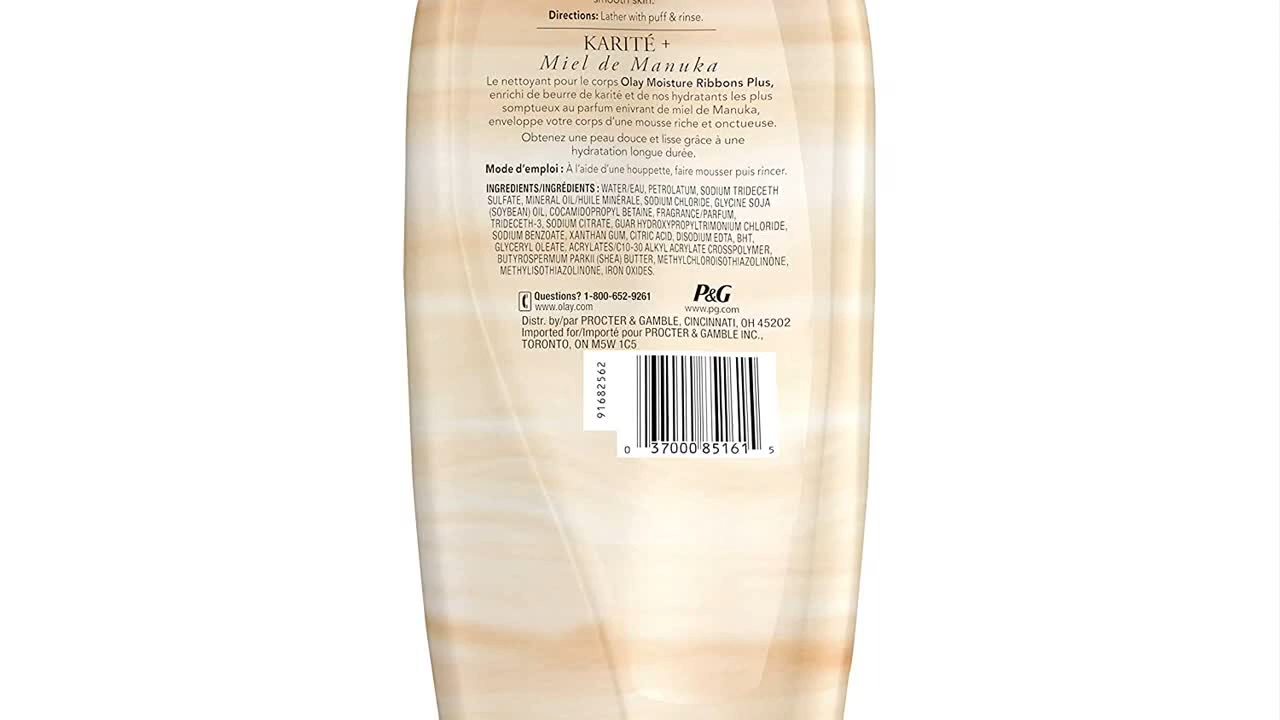 smooth skin.
Directions: Lather with puff & rinse.
KARITÉ +
Miel de Manuka
Le nettoyant pour le corps Olay Moisture Ribbons Plus,
enrichi de beurre de karité et de nos hydratants les plus
somptueux au parfum enivrant de miel de Manuka,
enveloppe votre corps d'une mousse riche et onctueuse.
Obtenez une peau douce et lisse grâce à une
hydratation longue durée.
Mode d'emploi : À l'aide d'une houppette, faire mousser puis rincer.
INGREDIENTS/INGRÉDIENTS : WATER/EAU, PETROLATUM, SODIUM TRIDECETH
SULFATE, MINERAL OIL/HUILE MINÉRALE, SODIUM CHLORIDE, GLYCINE SOJA
(SOYBEAN) OIL, COCAMIDOPROPYL BETAINE, FRAGRANCE/PARFUM,
TRIDECETH-3, SODIUM CITRATE, GUAR HYDROXYPROPYLTRIMONIUM CHLORIDE,
SODIUM BENZOATE, XANTHAN GUM, CITRIC ACID, DISODIUM EDTA, BHT,
GLYCERYL OLEATE, ACRYLATES/C10-30 ALKYL ACRYLATE CROSSPOLYMER,
BUTYROSPERMUM PARKII (SHEA) BUTTER, METHYLCHLOROISOTHIAZOLINONE,
METHYLISOTHIAZOLINONE, IRON OXIDES.
Questions? 1-800-652-9261
www.olay.com
P&G
www.pg.com
Distr. by/par PROCTER & GAMBLE, CINCINNATI, OH 45202
Imported for/Importé pour PROCTER & GAMBLE INC.,
TORONTO, ON M5W 1C5
91682562
0 37000 85161 5